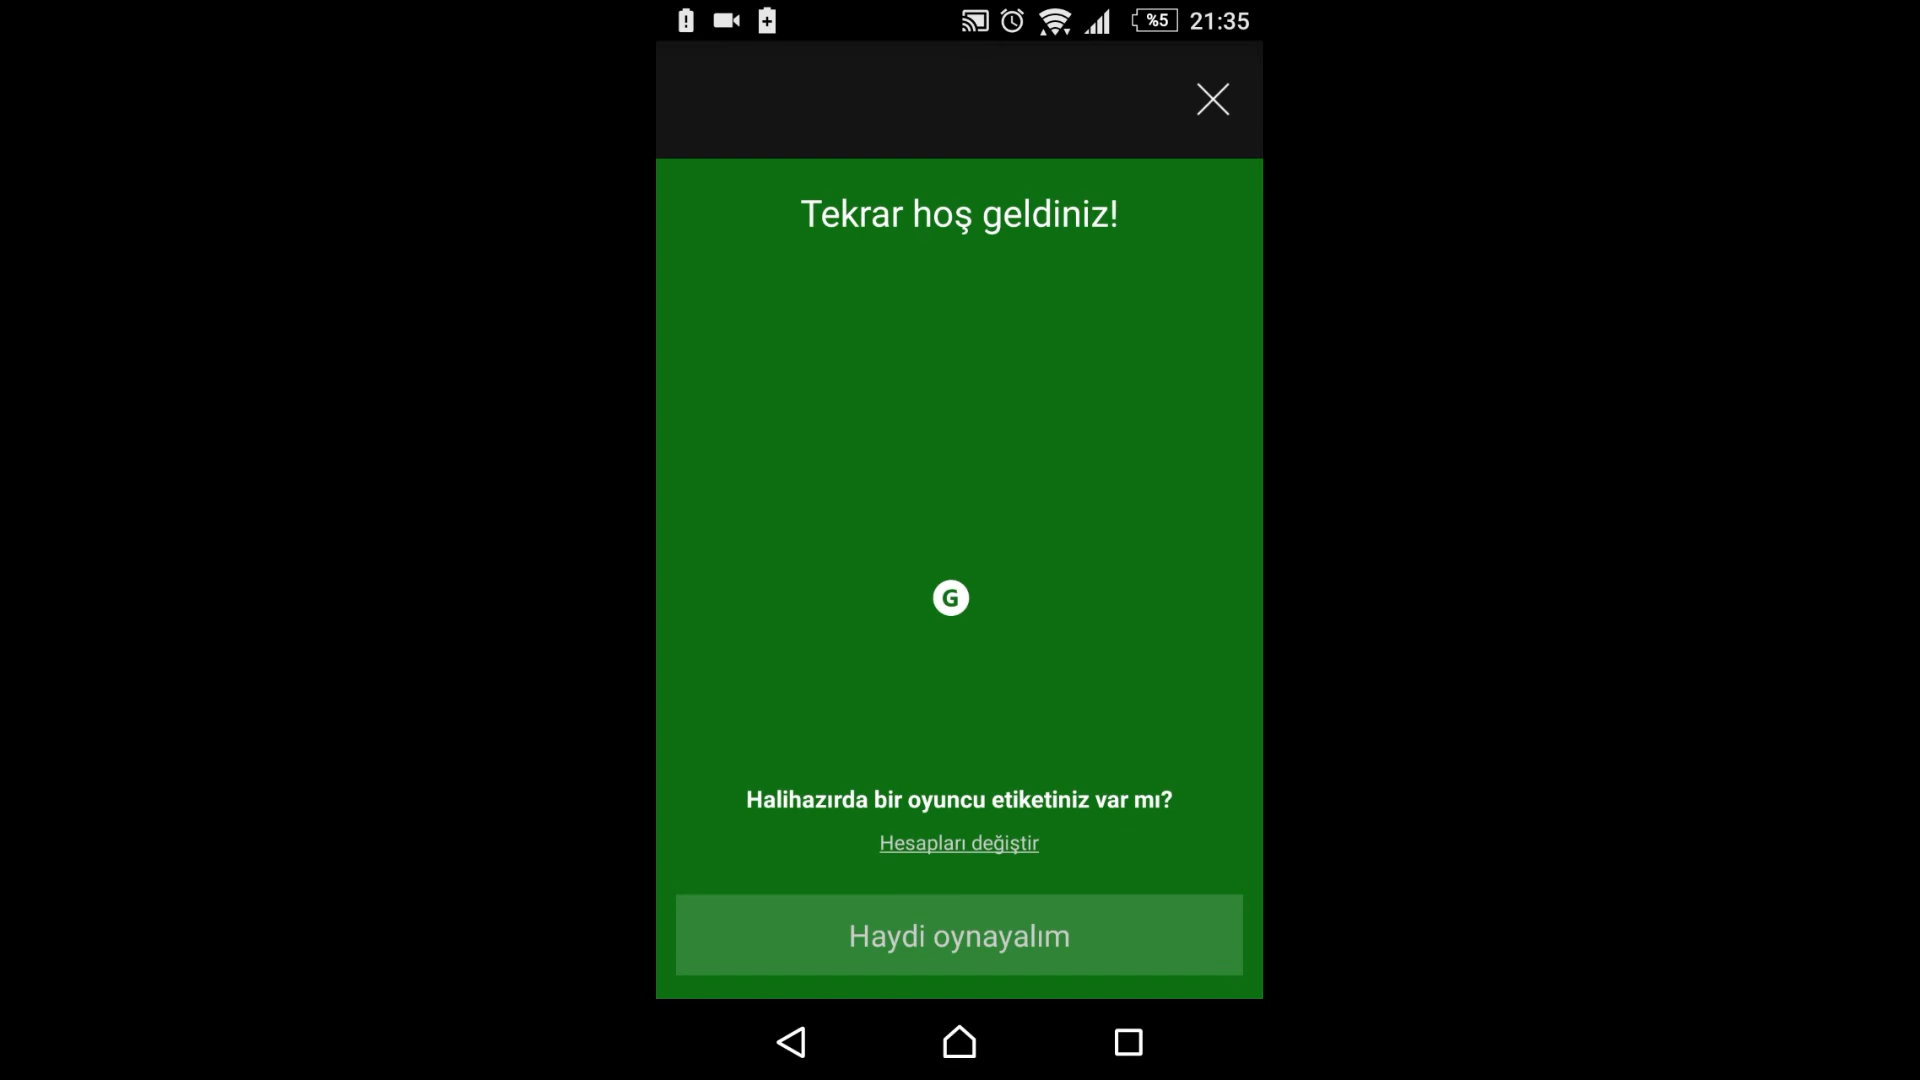 %5 21:35
Tekrar hoş geldiniz!
G
Halihazırda bir oyuncu etiketiniz var mı?
Hesapları değiştir
Haydi oynayalım